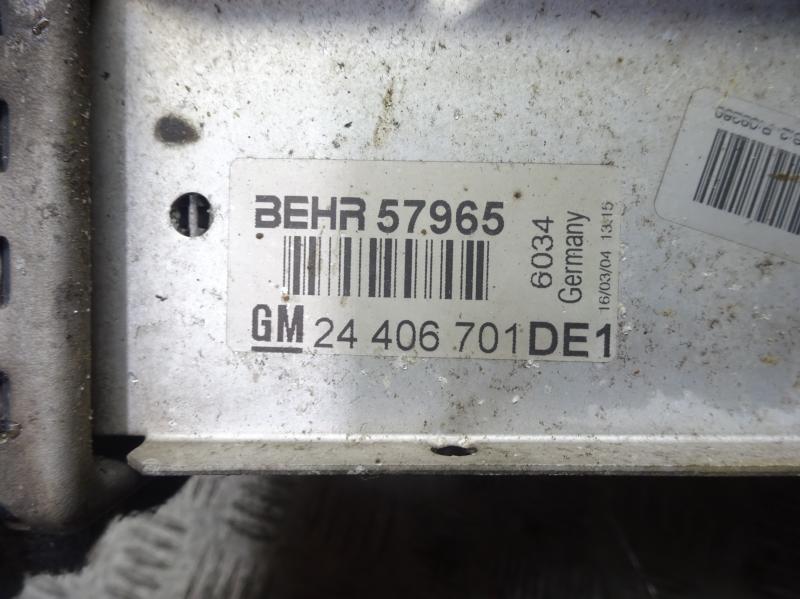 BEHR 57965
GM 24 406 701 DE1
6034
Germany
16/03/04 13:15